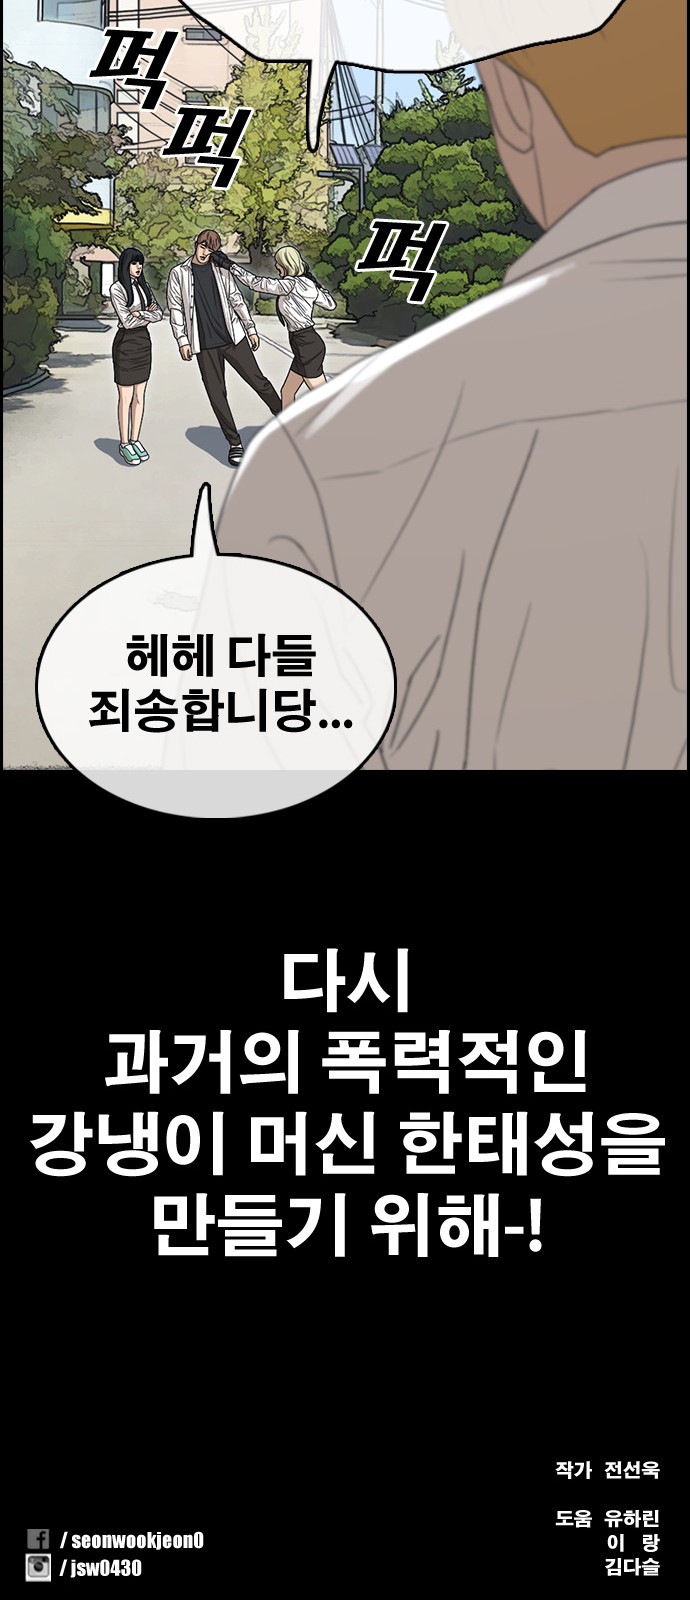 퍽
퍽
퍽
헤헤 다들
죄송합니당...
다시
과거의 폭력적인
강냉이 머신 한태성을
만들기 위해-!
작가 전선욱
도움 유하린
이 랑
김다슬
/ seonwookjeon0
/ jsw0430